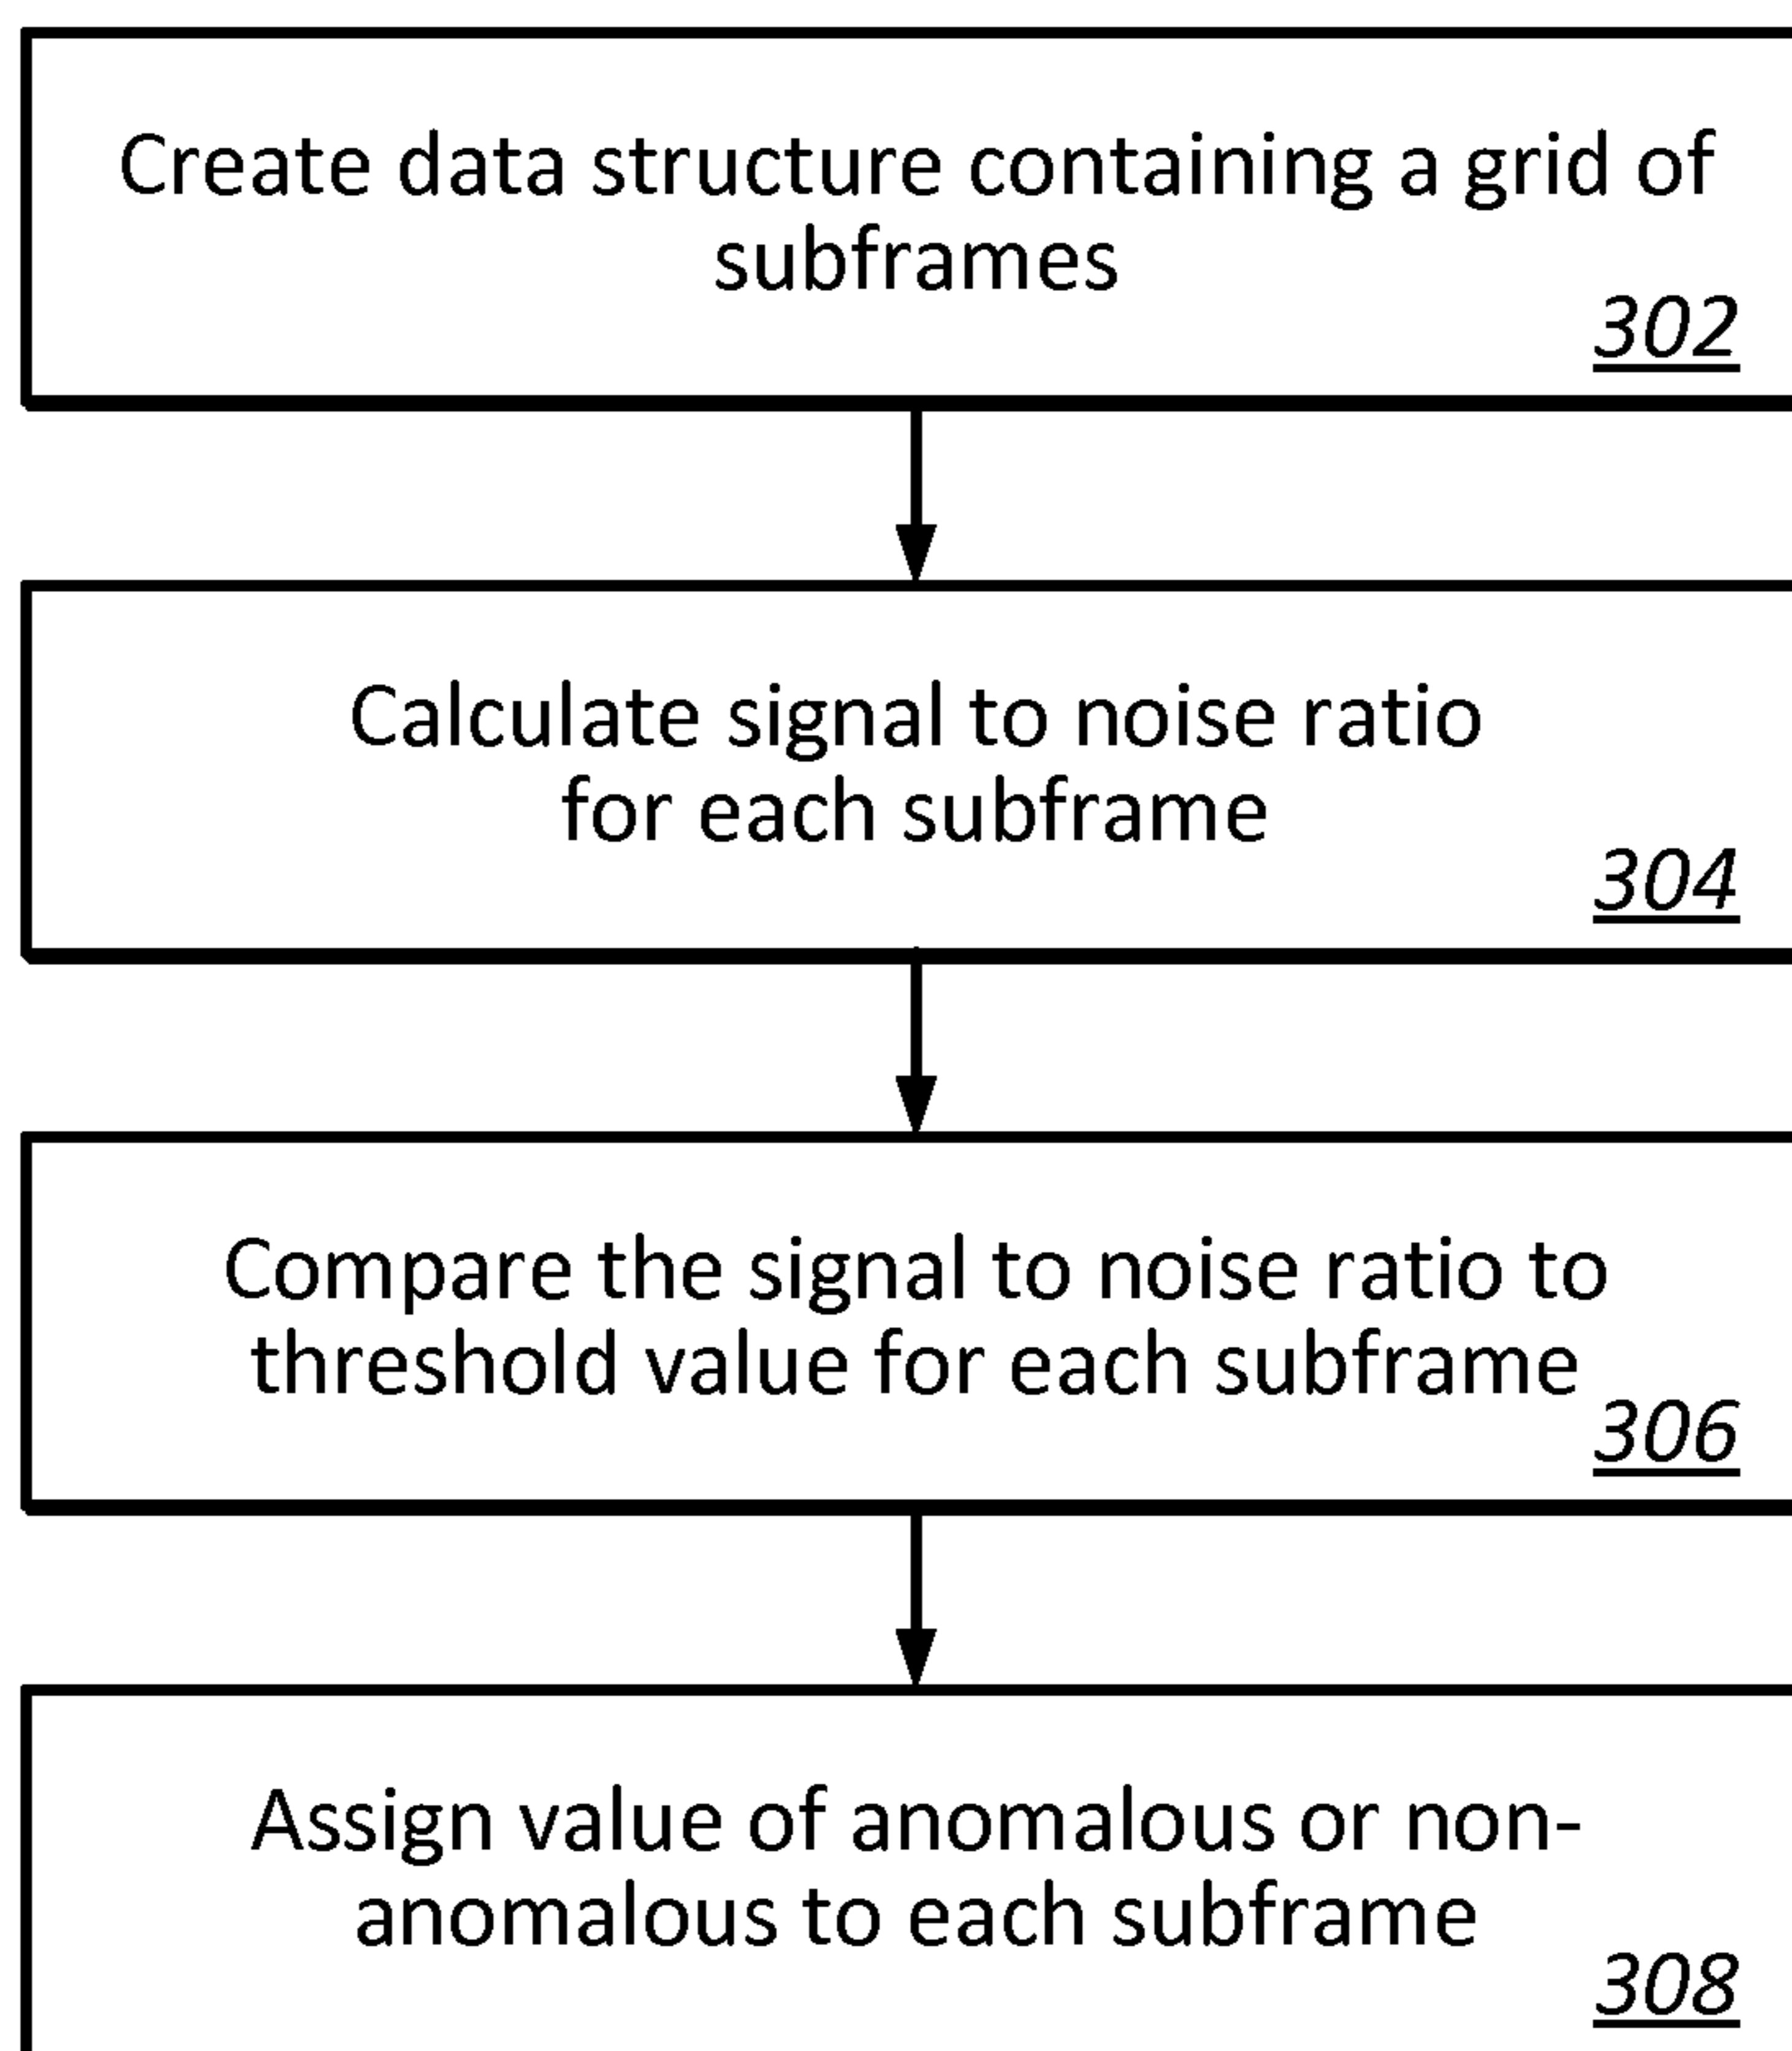 Create data structure containing a grid of
subframes
302
Calculate signal to noise ratio
for each subframe
304
Compare the signal to noise ratio to
threshold value for each subframe
306
Assign value of anomalous or non-
anomalous to each subframe
308